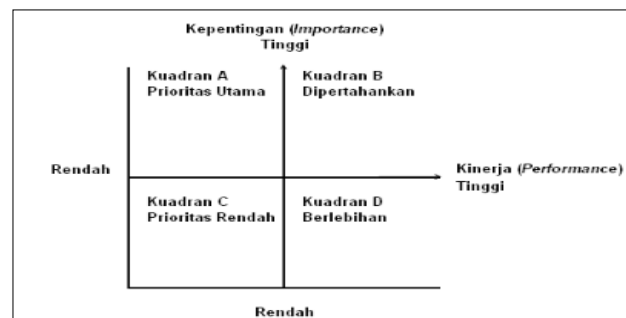 Kepentingan (Importance)
Tinggi
Kuadran A
Prioritas Utama
Kuadran B
Dipertahankan
Rendah
Kinerja (Performance)
Tinggi
Kuadran C
Prioritas Rendah
Kuadran D
Berlebihan
Rendah